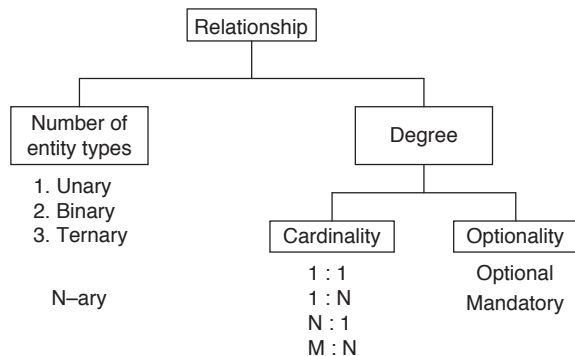 Relationship
Number of
entity types
1. Unary
2. Binary
3. Ternary
N–ary
Degree
Cardinality
1 : 1
1 : N
N : 1
M : N
Optionality
Optional
Mandatory